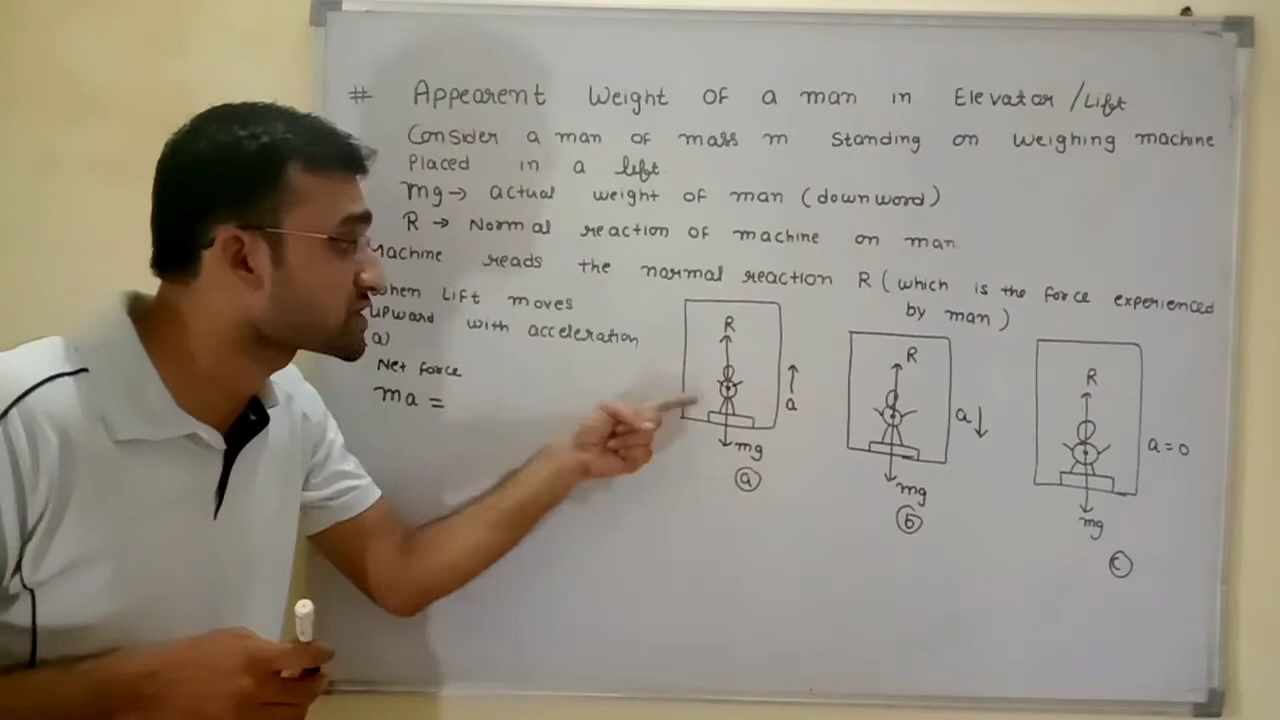 # Appearent Weight of a man in Elevator / Lift
Consider a man of mass m standing on weighing machine
Placed in a lift
mg → actual weight of man (downword)
R → Normal reaction of machine on man
Machine reads the normal reaction R (which is the force experienced
by man)
When Lift moves
upward with acceleration
(a)
Net force
ma =
R
a
mg
(a)
R
a
mg
(b)
R
a = 0
mg
(c)